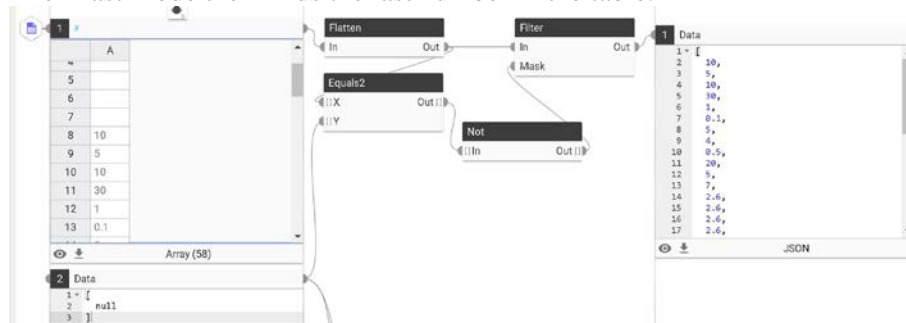 1 x
A
4
5
6
7
8 10
9 5
10 10
11 30
12 1
13 0.1
Array (58)
2 Data
1 [
2 null
3 ]
Flatten
In Out
Equals2
[]X Out[]
[]Y
Not
[]In Out[]
Filter
In Out
Mask
1 Data
1 [
2 10,
3 5,
4 10,
5 30,
6 1,
7 0.1,
8 5,
9 4,
10 0.5,
11 20,
12 5,
13 7,
14 2.6,
15 2.6,
16 2.6,
17 2.6,
JSON